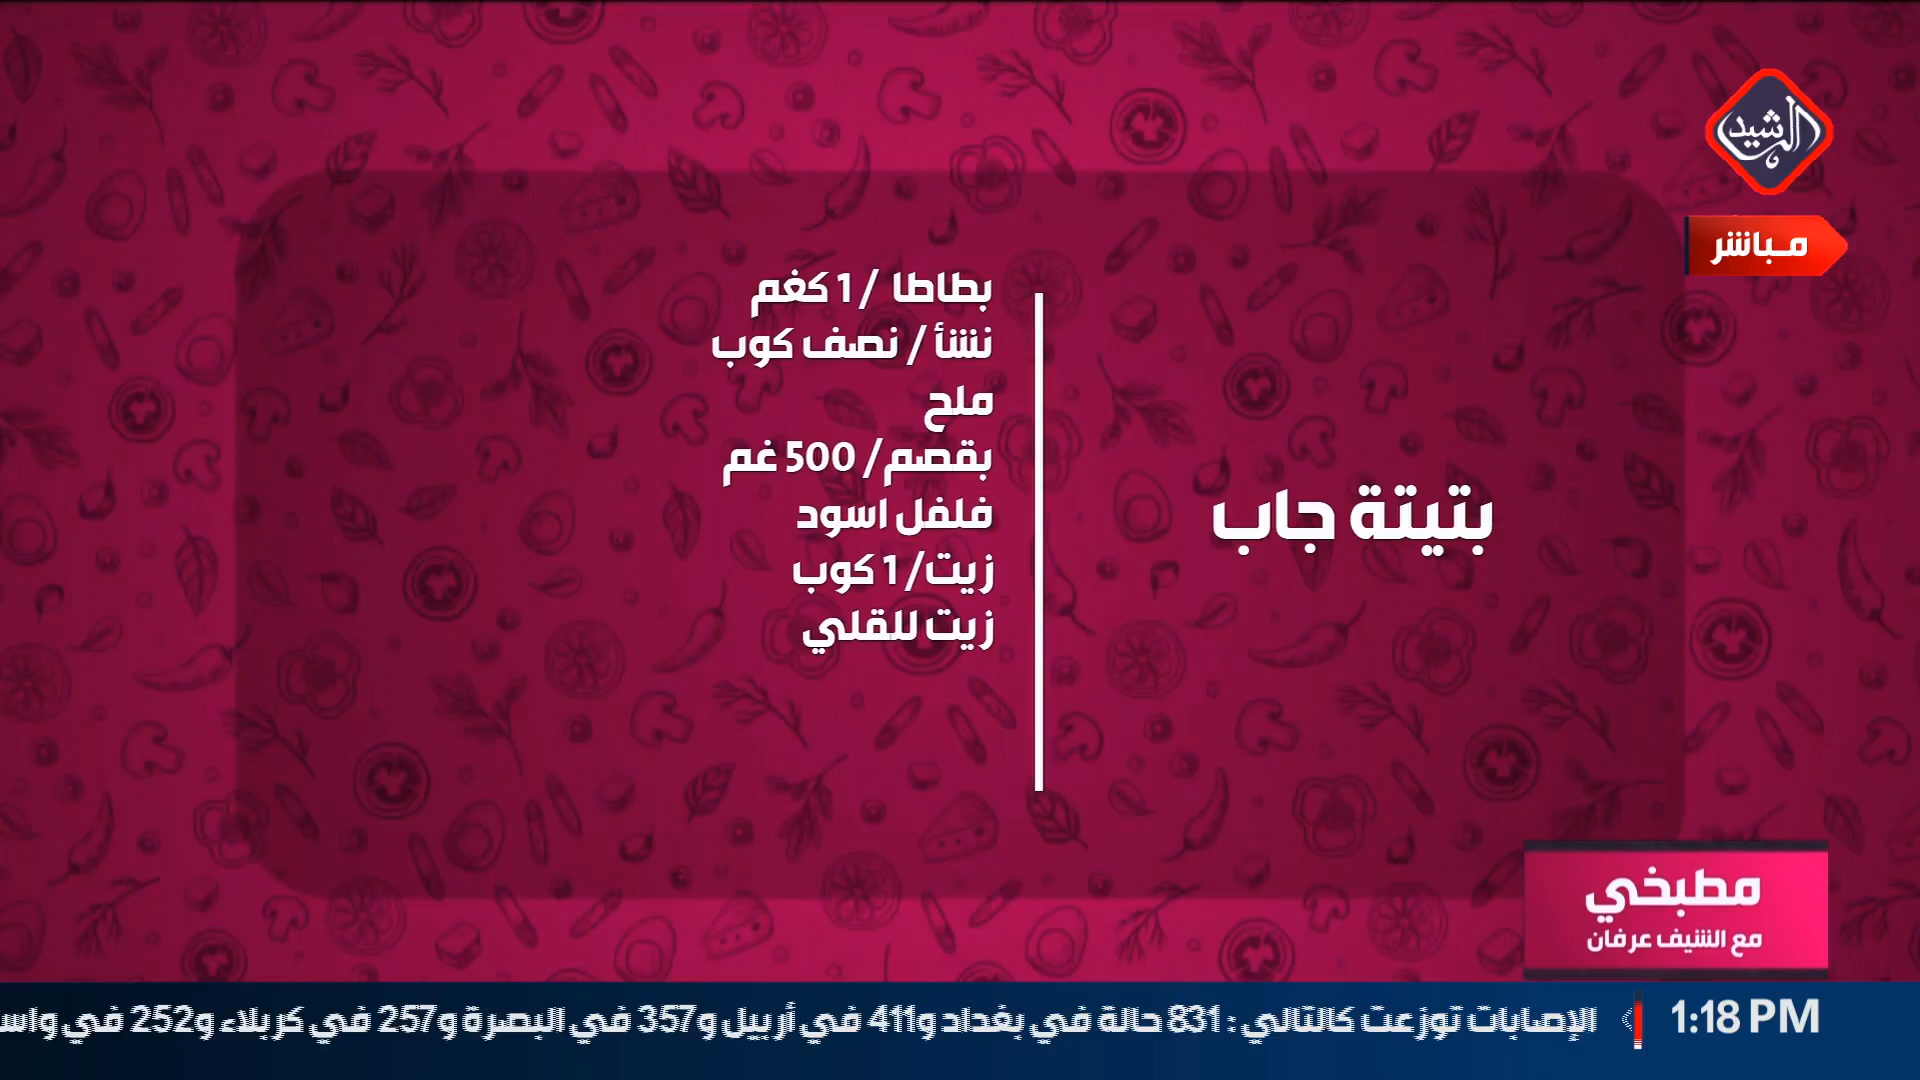 الرشيد
مباشر
بتيتة جاب
بطاطا / 1 كغم
نشأ / نصف كوب
ملح
بقصم/ 500 غم
فلفل اسود
زيت/ 1 كوب
زيت للقلي
مطبخي
مع الشيف عرفان
1:18 PM
الإصابات توزعت كالتالي : 831 حالة في بغداد و411 في أربيل و357 في البصرة و257 في كربلاء و252 في واس